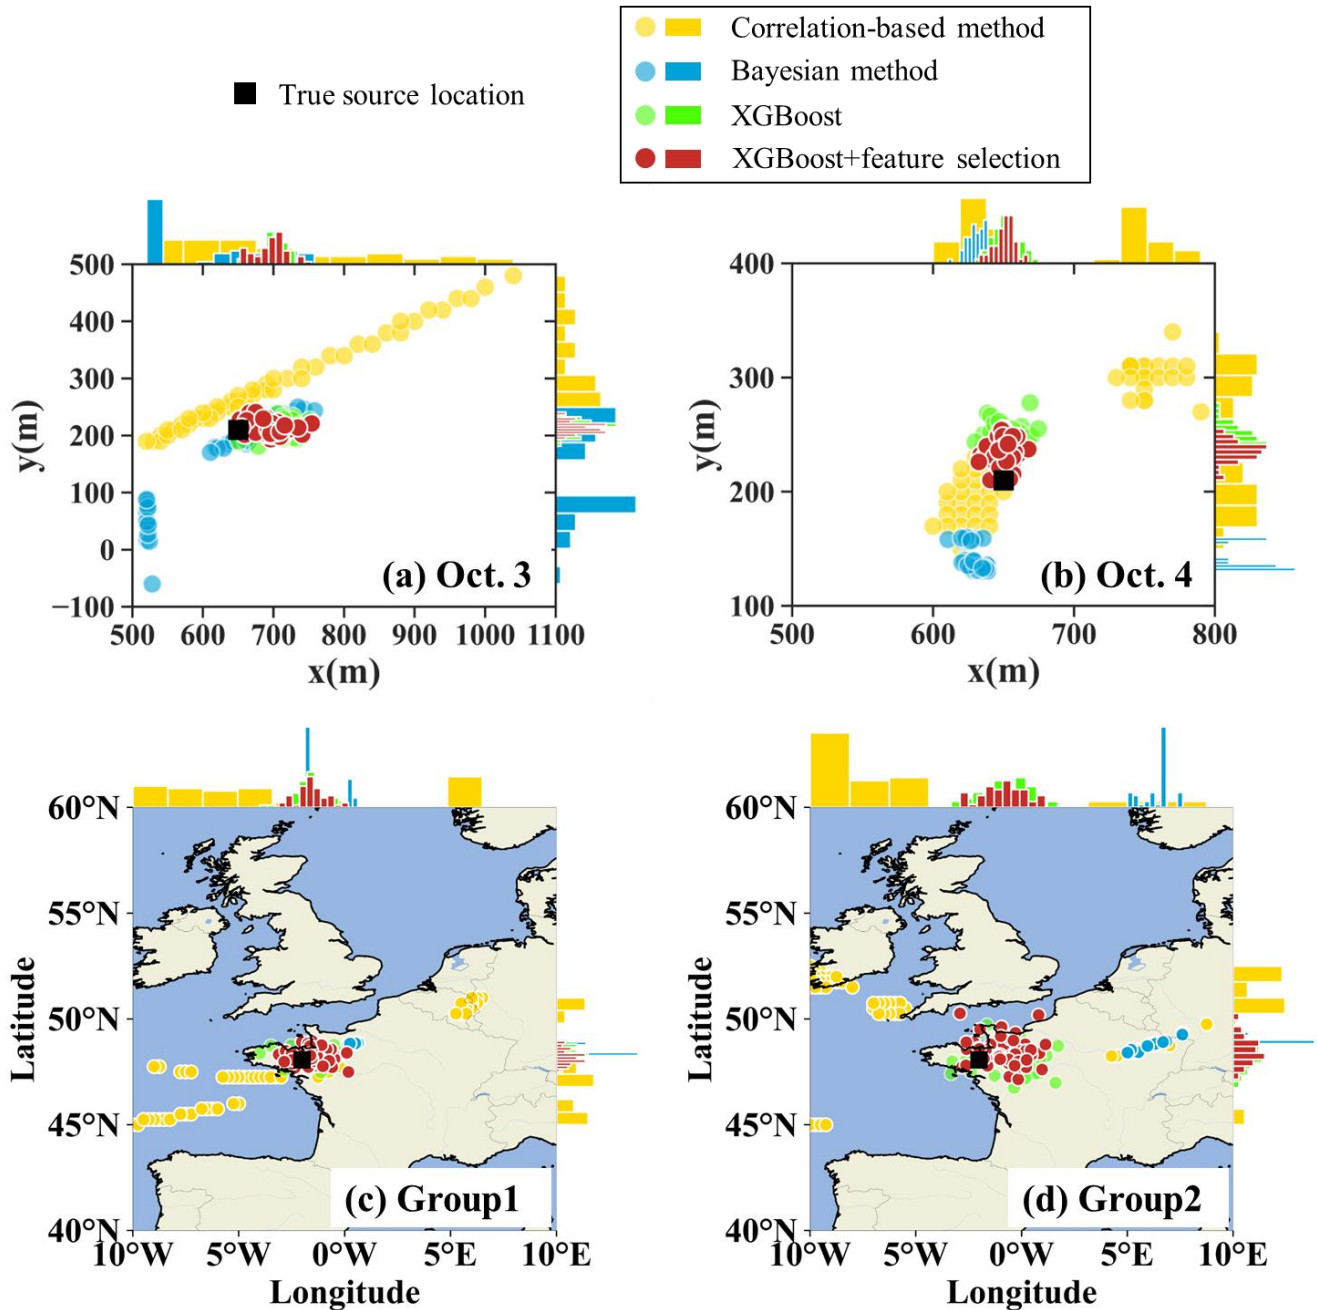 Correlation-based method
Bayesian method
True source location
XGBoost
XGBoost+feature selection
500
400
300
200
100
0
−100
y(m)
(a) Oct. 3
500 600 700 800 900 1000 1100
x(m)
400
300
200
100
y(m)
(b) Oct. 4
500 600 700 800
x(m)
60°N
55°N
50°N
45°N
40°N
Latitude
(c) Group1
10°W 5°W 0°W 5°E 10°E
Longitude
60°N
55°N
50°N
45°N
40°N
Latitude
(d) Group2
10°W 5°W 0°W 5°E 10°E
Longitude